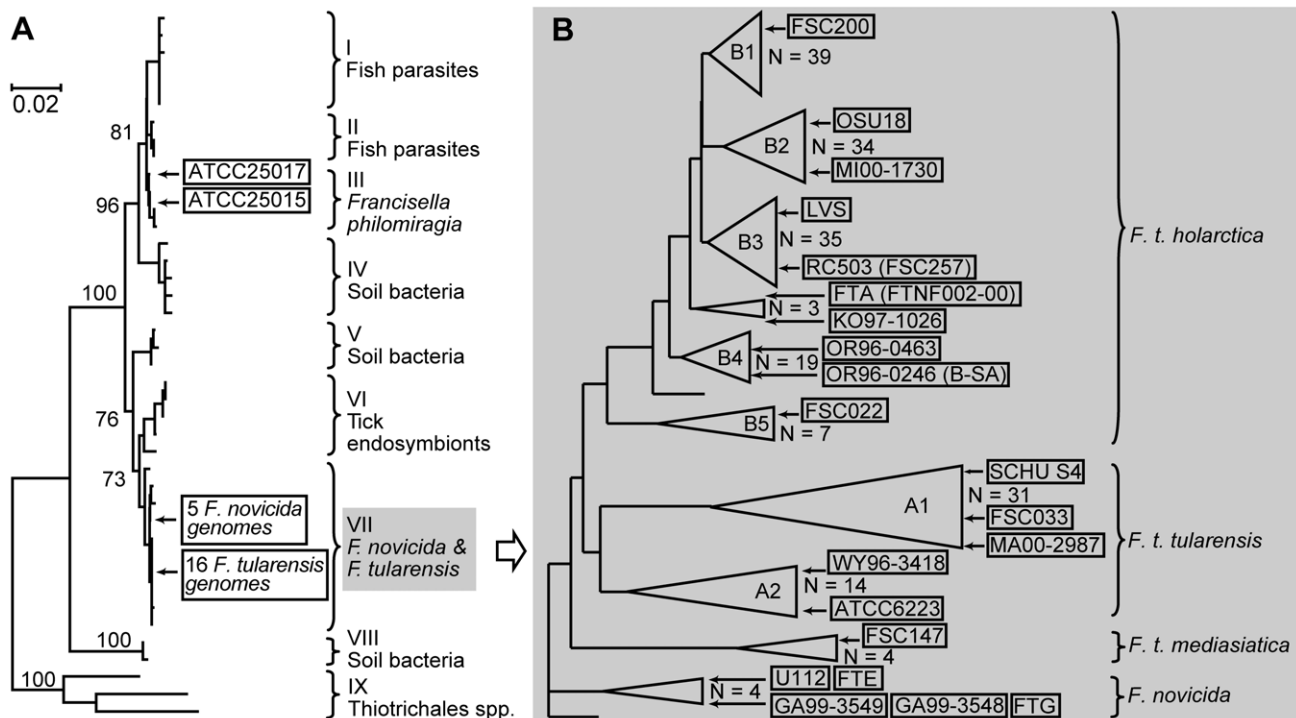 A
0.02
I
Fish parasites
81
II
Fish parasites
ATCC25017
ATCC25015
III
Francisella
philomiragia
96
IV
Soil bacteria
100
V
Soil bacteria
VI
Tick
endosymbionts
76
73
5 F. novicida
genomes
16 F. tularensis
genomes
VII
F. novicida &
F. tularensis
100
VIII
Soil bacteria
100
IX
Thiotrichales spp.
B
B1
FSC200
N = 39
B2
OSU18
N = 34
MI00-1730
B3
LVS
N = 35
RC503 (FSC257)
FTA (FTNF002-00)
N = 3
KO97-1026
B4
OR96-0463
N = 19
OR96-0246 (B-SA)
B5
FSC022
N = 7
F. t. holarctica
A1
SCHU S4
N = 31
FSC033
MA00-2987
A2
WY96-3418
N = 14
ATCC6223
F. t. tularensis
FSC147
N = 4
F. t. mediasiatica
U112 FTE
N = 4
GA99-3549 GA99-3548 FTG
F. novicida